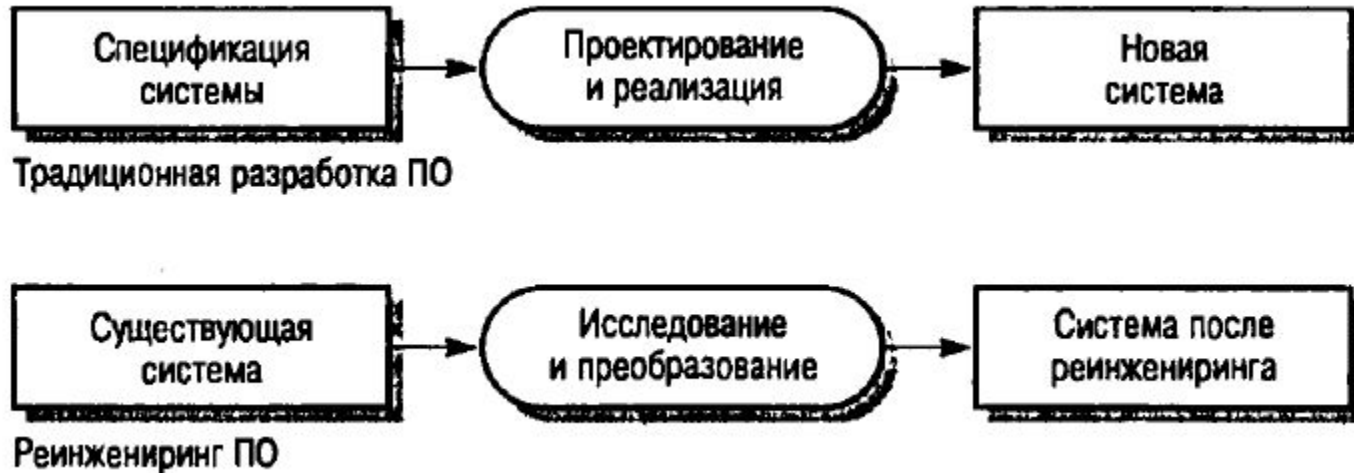 Спецификация
системы
Проектирование
и реализация
Новая
система
Традиционная разработка ПО
Существующая
система
Исследование
и преобразование
Система после
реинжениринга
Реинжениринг ПО